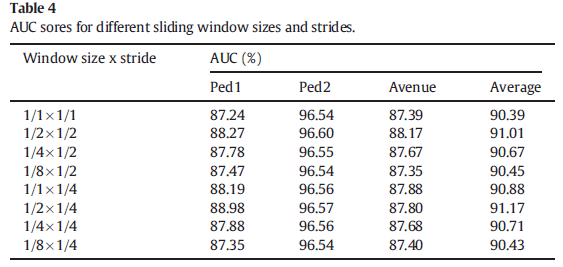 Table 4
AUC sores for different sliding window sizes and strides.
Window size x stride AUC (%)
Ped1 Ped2 Avenue Average
1/1×1/1 87.24 96.54 87.39 90.39
1/2×1/2 88.27 96.60 88.17 91.01
1/4×1/2 87.78 96.55 87.67 90.67
1/8×1/2 87.47 96.54 87.35 90.45
1/1×1/4 88.19 96.56 87.88 90.88
1/2×1/4 88.98 96.57 87.80 91.17
1/4×1/4 87.88 96.56 87.68 90.71
1/8×1/4 87.35 96.54 87.40 90.43